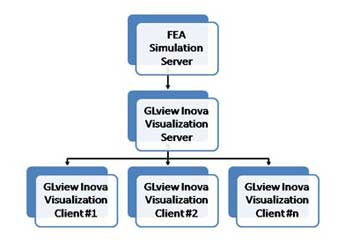 FEA
Simulation
Server
GLview Inova
Visualization
Server
GLview Inova
Visualization
Client #1
GLview Inova
Visualization
Client #2
GLview Inova
Visualization
Client #n